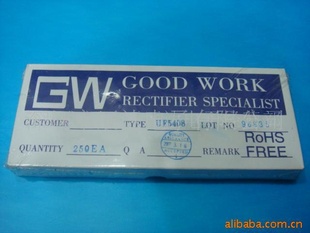 GW GOOD WORK
RECTIFIER SPECIALIST
CUSTOMER TYPE UF5408 LOT NO
QUANTITY 250EA Q A REMARK RoHS
FREE
alibaba.com.cn